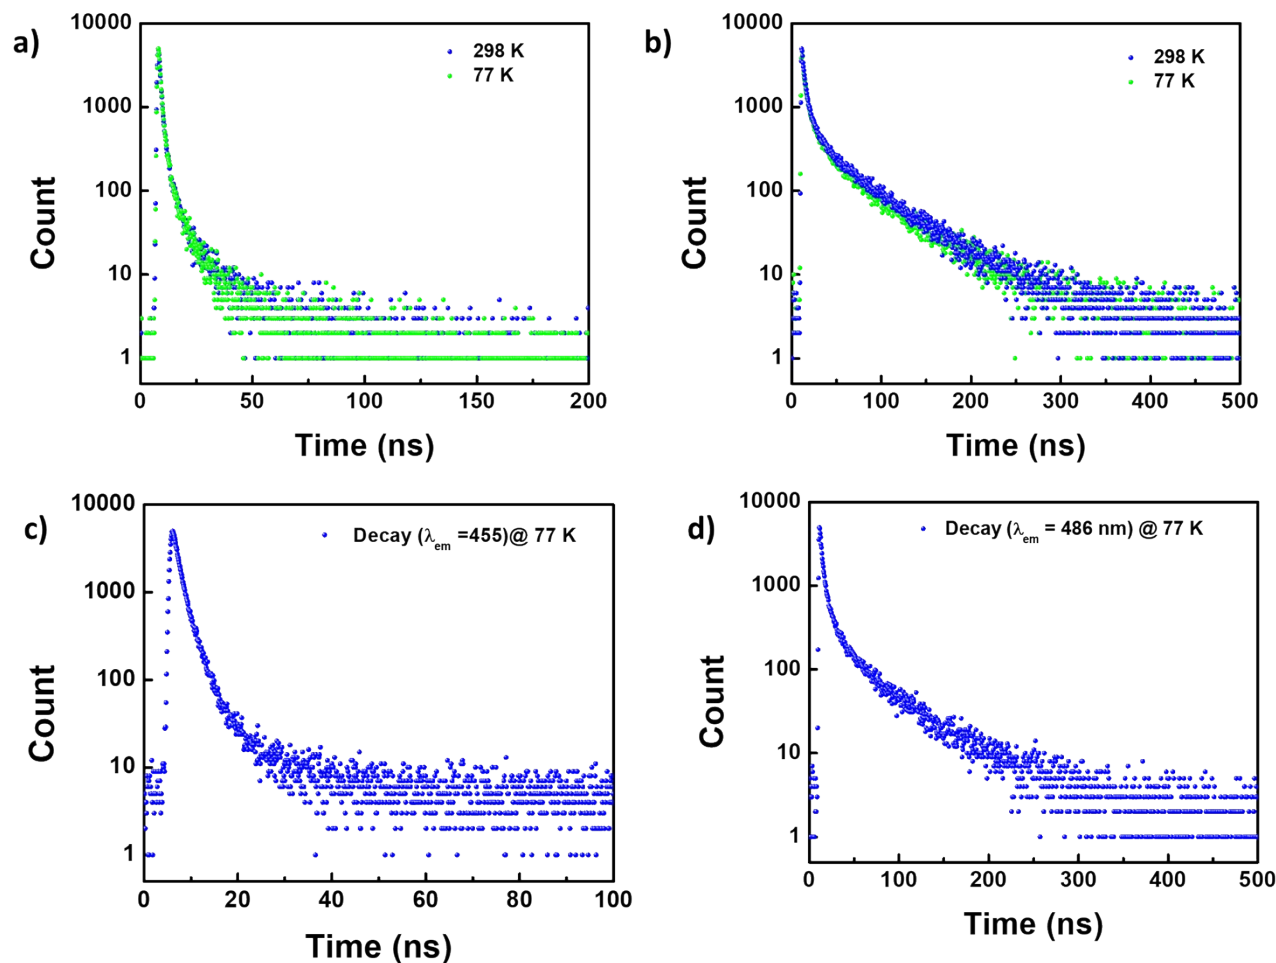 a)
10000
1000
100
10
1
Count
298 K
77 K
0 50 100 150 200
Time (ns)
b)
10000
1000
100
10
1
Count
298 K
77 K
0 100 200 300 400 500
Time (ns)
c)
10000
1000
100
10
1
Count
Decay (λem =455)@ 77 K
0 20 40 60 80 100
Time (ns)
d)
10000
1000
100
10
1
Count
Decay (λem = 486 nm) @ 77 K
0 100 200 300 400 500
Time (ns)